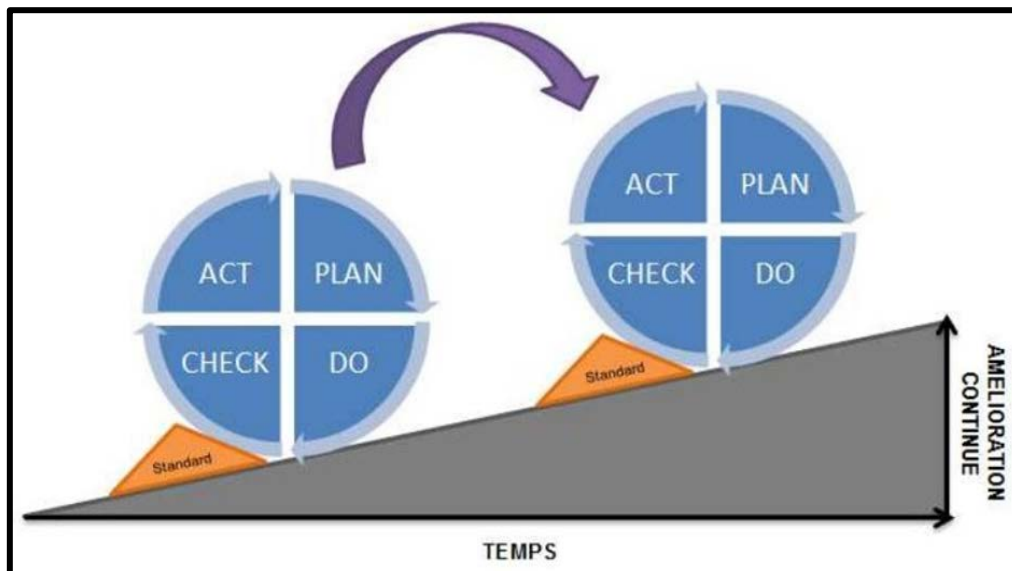 ACT PLAN
CHECK DO
Standard
ACT PLAN
CHECK DO
Standard
AMELIORATION
CONTINUE
TEMPS